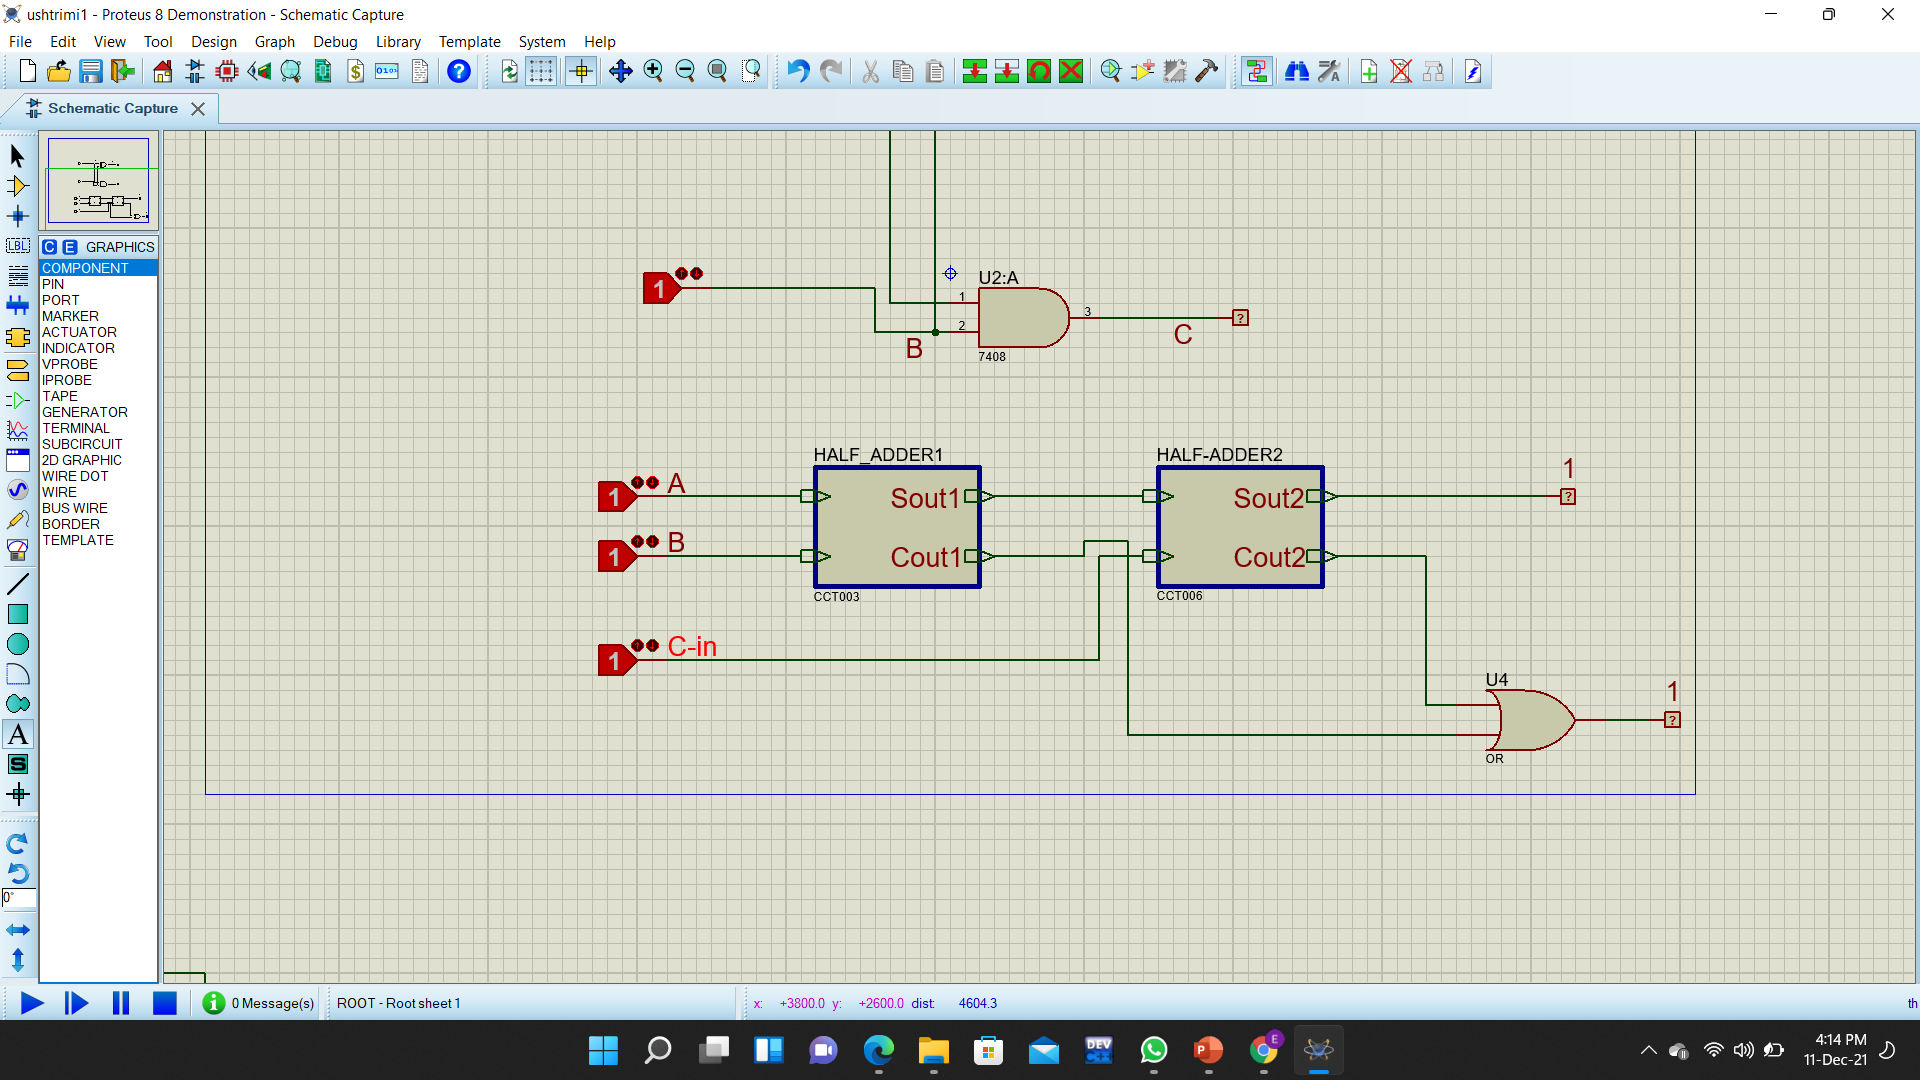 ushtrimi1 - Proteus 8 Demonstration - Schematic Capture
File Edit View Tool Design Graph Debug Library Template System Help
Schematic Capture
LBL
C E GRAPHICS
COMPONENT
PIN
PORT
MARKER
ACTUATOR
INDICATOR
VPROBE
IPROBE
TAPE
GENERATOR
TERMINAL
SUBCIRCUIT
2D GRAPHIC
WIRE DOT
WIRE
BUS WIRE
BORDER
TEMPLATE
A
S
0°
1
U2:A
1
2
3
?
B
C
7408
HALF_ADDER1
HALF-ADDER2
1
1 A
Sout1
Sout2
?
1 B
Cout1
Cout2
CCT003
CCT006
1 C-in
U4
1
?
OR
0 Message(s)
ROOT - Root sheet 1
x: +3800.0 y: +2600.0 dist: 4604.3
th
DEV C++
P
E
4:14 PM
11-Dec-21